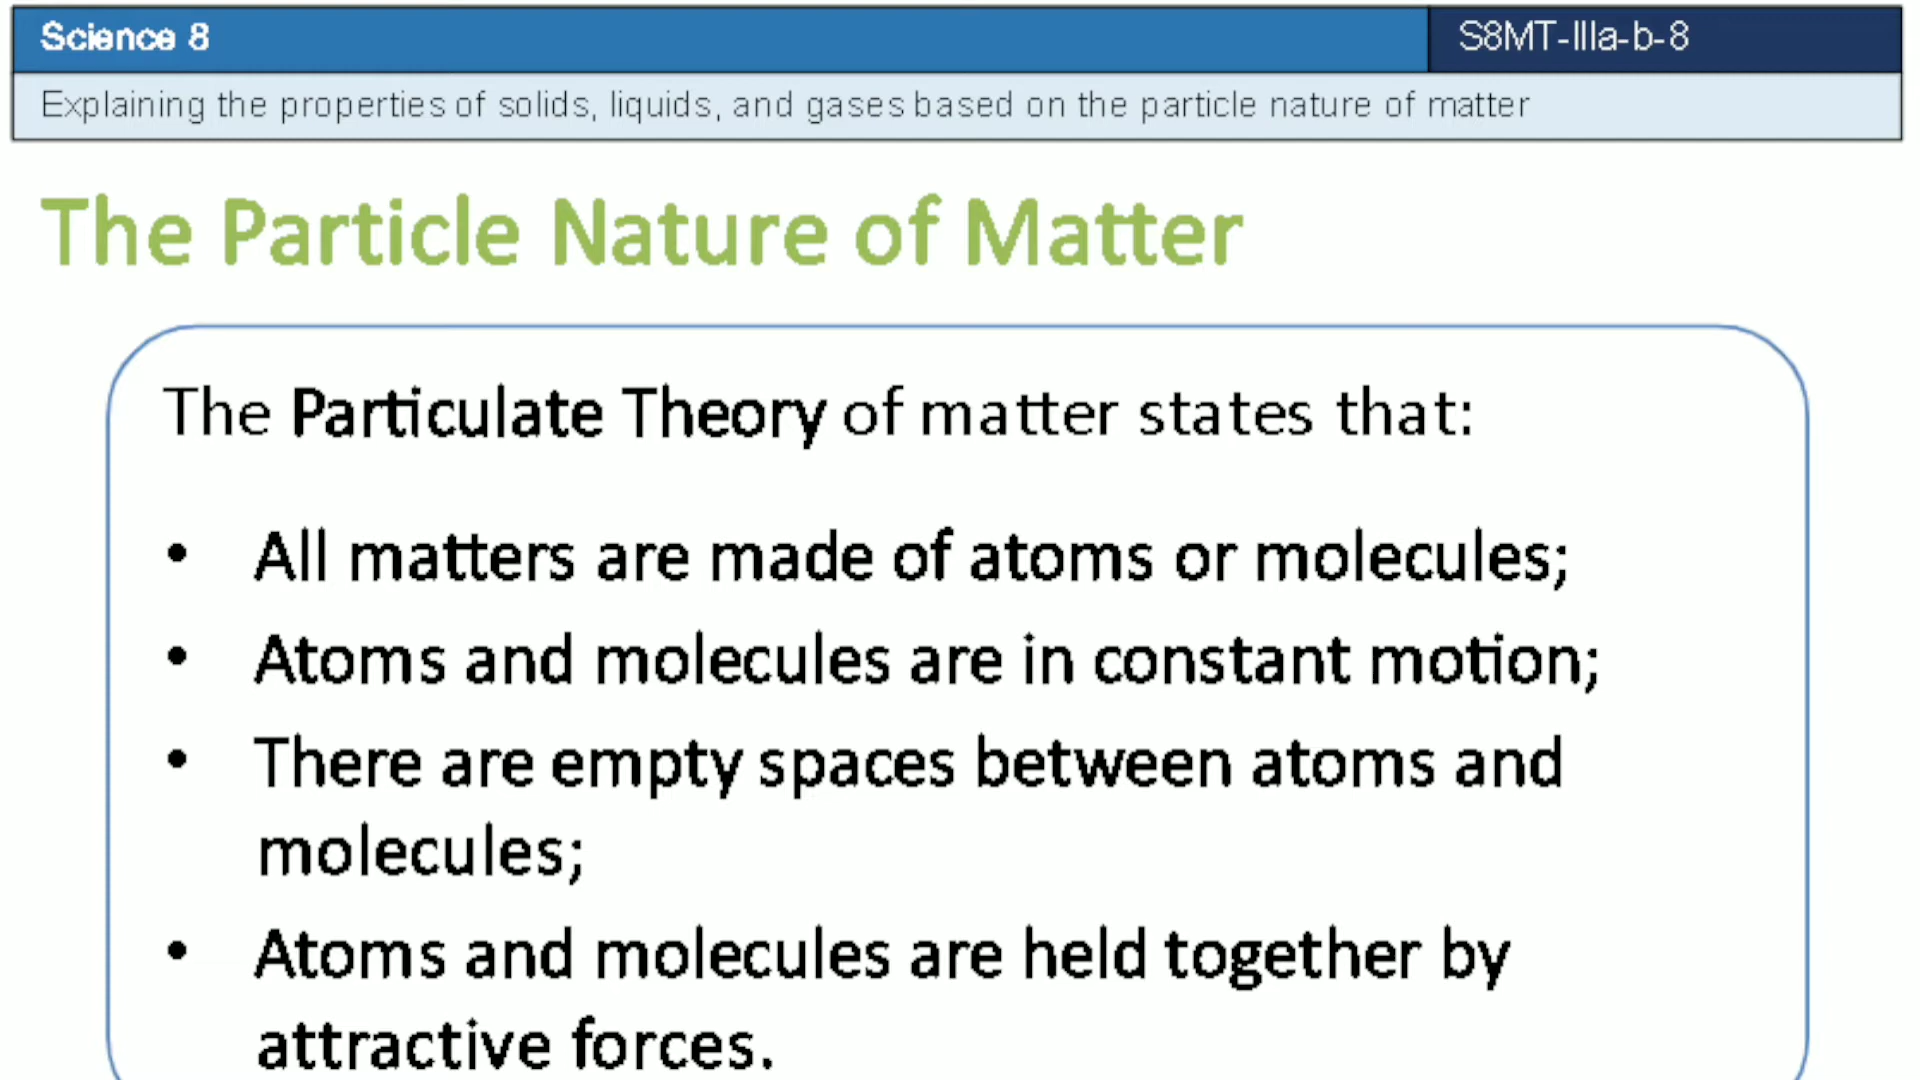 Science 8
S8MT-IIIa-b-8
Explaining the properties of solids, liquids, and gases based on the particle nature of matter
The Particle Nature of Matter
The Particulate Theory of matter states that:
• All matters are made of atoms or molecules;
• Atoms and molecules are in constant motion;
• There are empty spaces between atoms and
molecules;
• Atoms and molecules are held together by
attractive forces.